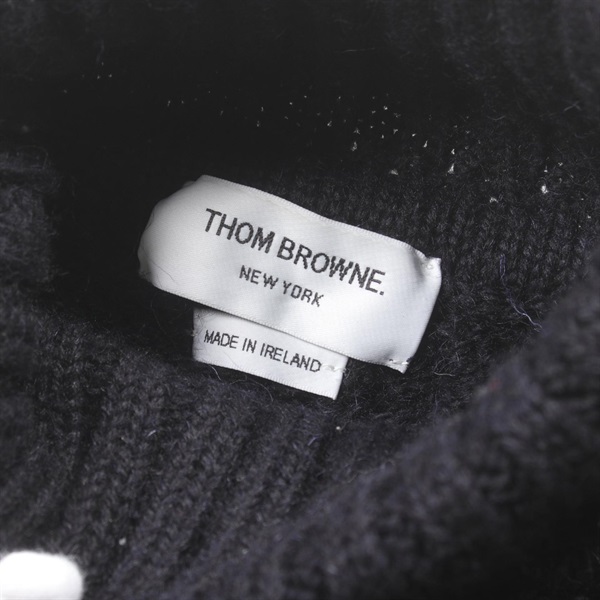 THOM BROWNE.
NEW YORK
MADE IN IRELAND